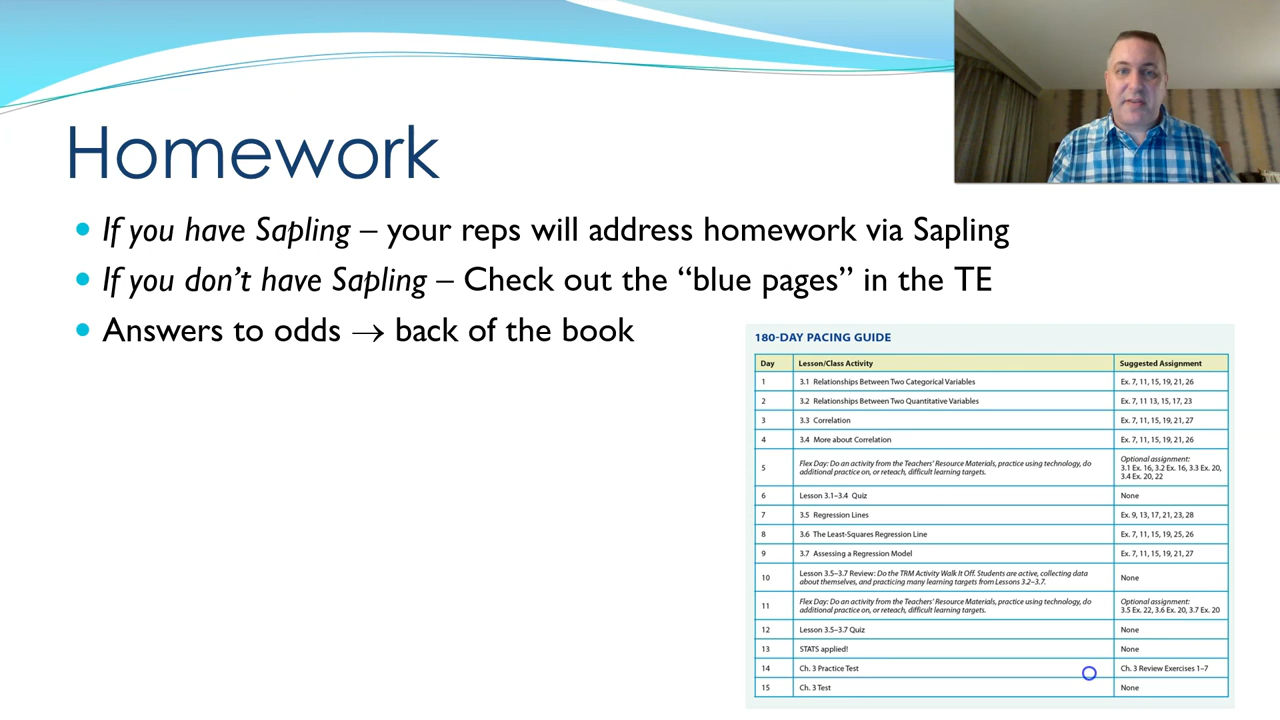 Homework
• If you have Sapling – your reps will address homework via Sapling
• If you don't have Sapling – Check out the “blue pages” in the TE
• Answers to odds → back of the book
180-DAY PACING GUIDE
Day Lesson/Class Activity Suggested Assignment
1 3.1 Relationships Between Two Categorical Variables Ex. 7, 11, 15, 19, 21, 26
2 3.2 Relationships Between Two Quantitative Variables Ex. 7, 11 13, 15, 17, 23
3 3.3 Correlation Ex. 7, 11, 15, 19, 21, 27
4 3.4 More about Correlation Ex. 7, 11, 15, 19, 21, 26
5 Flex Day: Do an activity from the Teachers' Resource Materials, practice using technology, do
additional practice on, or reteach, difficult learning targets.
Optional assignment:
3.1 Ex. 16, 3.2 Ex. 16, 3.3 Ex. 20,
3.4 Ex. 20, 22
6 Lesson 3.1–3.4 Quiz None
7 3.5 Regression Lines Ex. 9, 13, 17, 21, 23, 28
8 3.6 The Least-Squares Regression Line Ex. 7, 11, 15, 19, 25, 26
9 3.7 Assessing a Regression Model Ex. 7, 11, 15, 19, 21, 27
10 Lesson 3.5–3.7 Review: Do the TRM Activity Walk It Off. Students are active, collecting data
about themselves, and practicing many learning targets from Lessons 3.2–3.7.
None
11 Flex Day: Do an activity from the Teachers' Resource Materials, practice using technology, do
additional practice on, or reteach, difficult learning targets.
Optional assignment:
3.5 Ex. 22, 3.6 Ex. 20, 3.7 Ex. 20
12 Lesson 3.5–3.7 Quiz None
13 STATS applied! None
14 Ch. 3 Practice Test Ch. 3 Review Exercises 1–7
15 Ch. 3 Test None